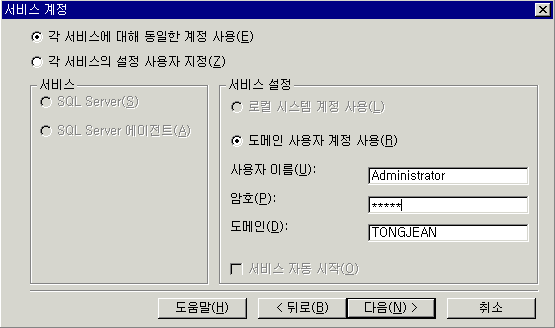 서비스 계정
각 서비스에 대해 동일한 계정 사용(E)
각 서비스의 설정 사용자 지정(Z)
서비스
SQL Server(S)
SQL Server 에이전트(A)
서비스 설정
로컬 시스템 계정 사용(L)
도메인 사용자 계정 사용(R)
사용자 이름(U): Administrator
암호(P): *****
도메인(D): TONGJEAN
서비스 자동 시작(O)
도움말(H) < 뒤로(B) 다음(N) > 취소